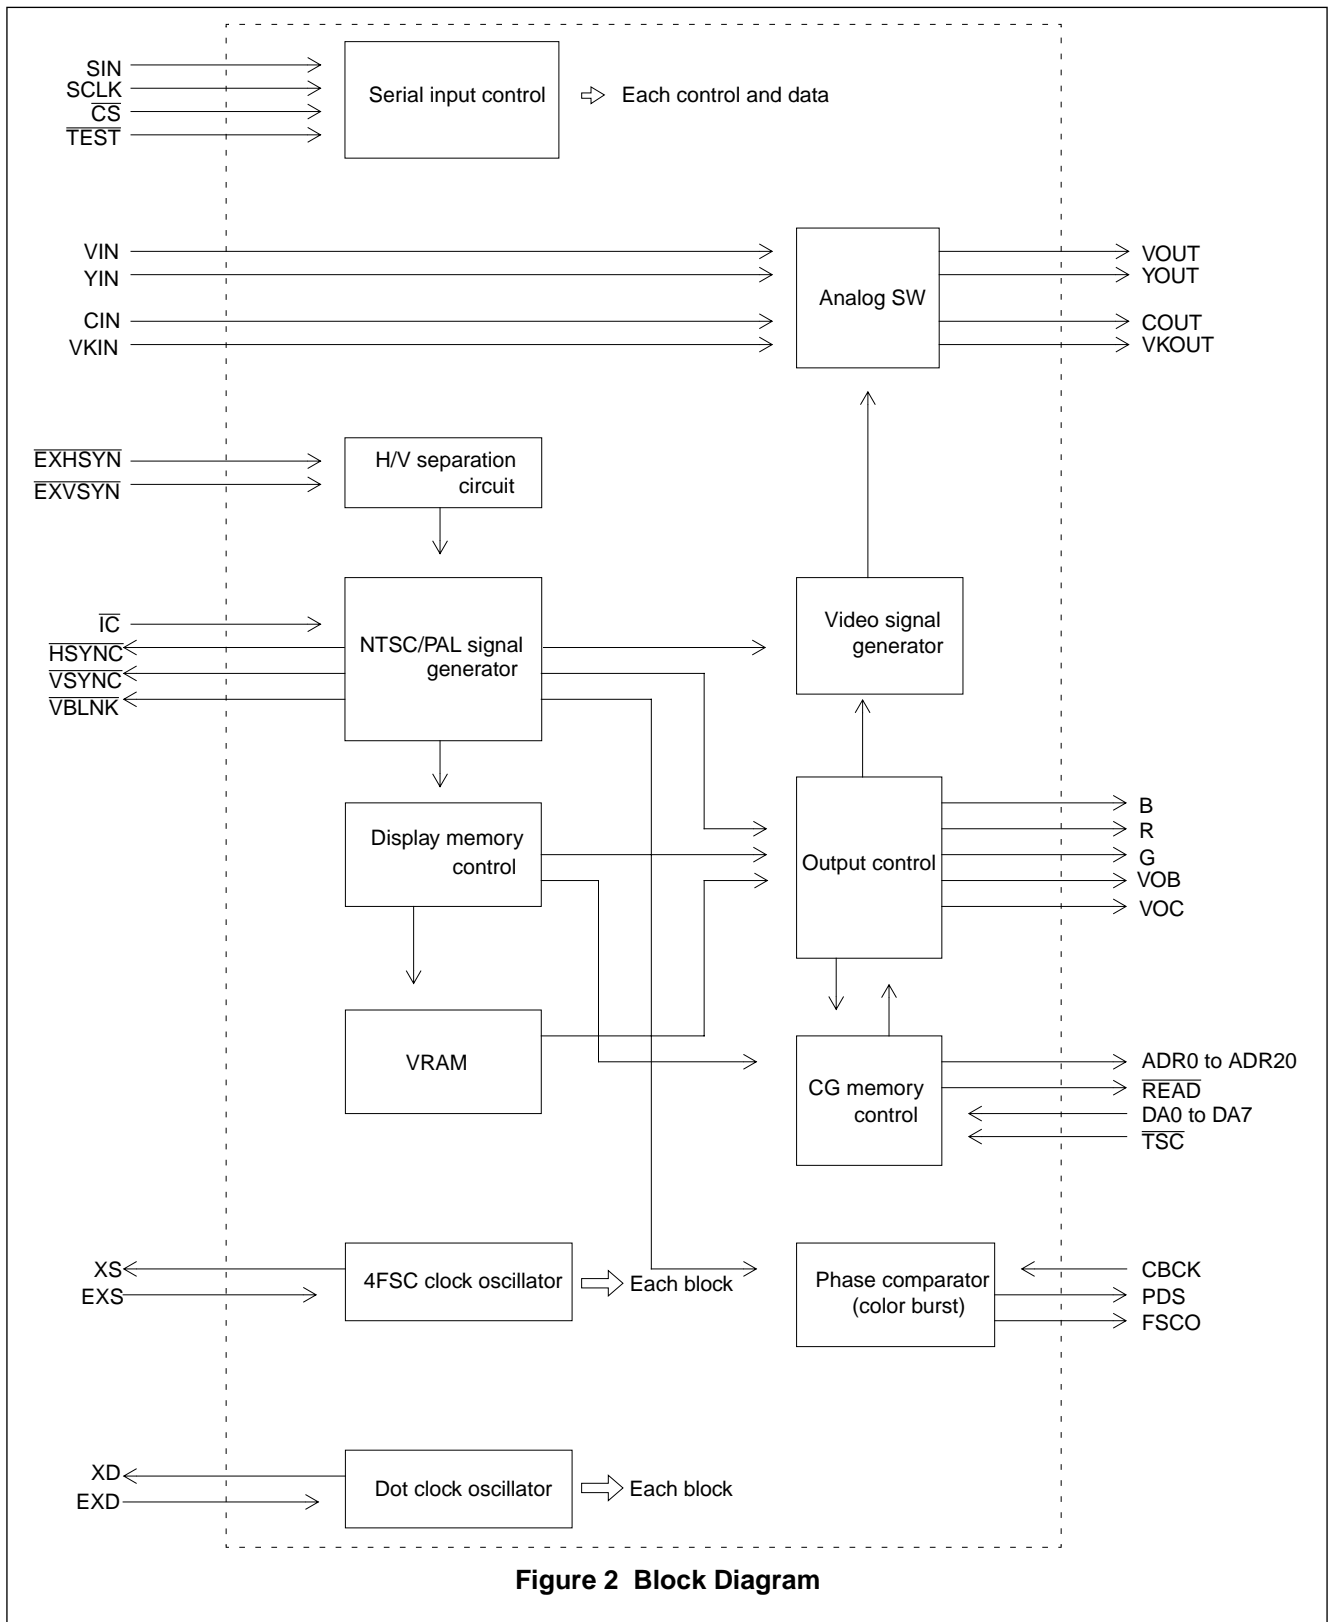 SIN
SCLK
CS
TEST
Serial input control
Each control and data
VIN
YIN
CIN
VKIN
Analog SW
VOUT
YOUT
COUT
VKOUT
EXHSYN
EXVSYN
H/V separation
circuit
IC
HSYNC
VSYNC
VBLNK
NTSC/PAL signal
generator
Video signal
generator
Display memory
control
Output control
B
R
G
VOB
VOC
VRAM
CG memory
control
ADR0 to ADR20
READ
DA0 to DA7
TSC
XS
EXS
4FSC clock oscillator
Each block
Phase comparator
(color burst)
CBCK
PDS
FSCO
XD
EXD
Dot clock oscillator
Each block
Figure 2 Block Diagram